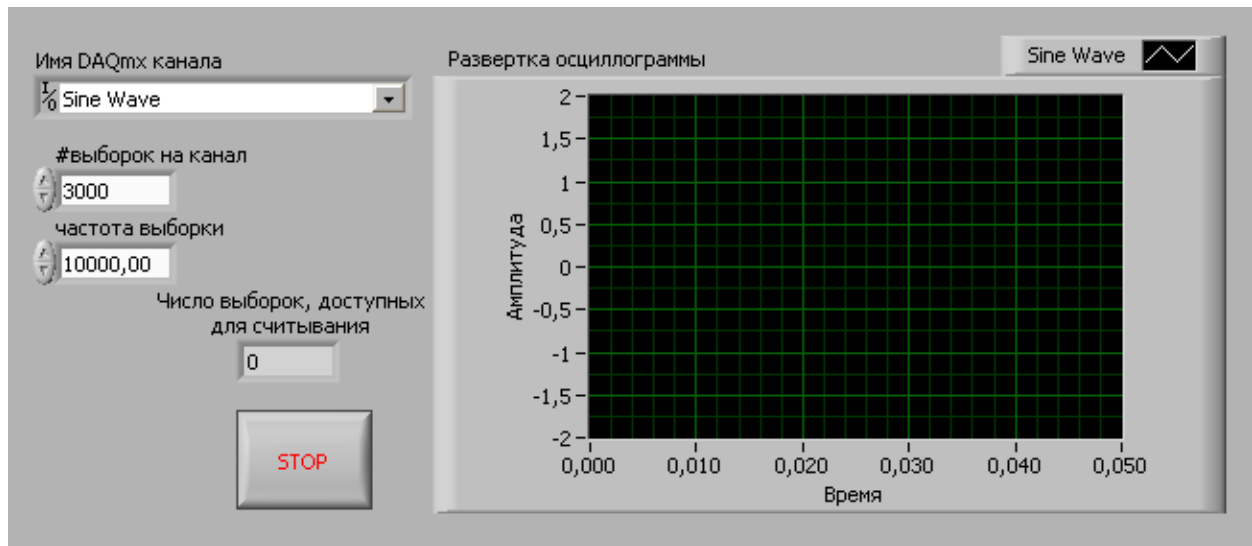 Имя DAQmx канала
I/O Sine Wave
#выборок на канал
3000
частота выборки
10000,00
Число выборок, доступных
для считывания
0
STOP
Развертка осциллограммы
Sine Wave
Амплитуда
2
1,5
1
0,5
0
-0,5
-1
-1,5
-2
0,000 0,010 0,020 0,030 0,040 0,050
Время